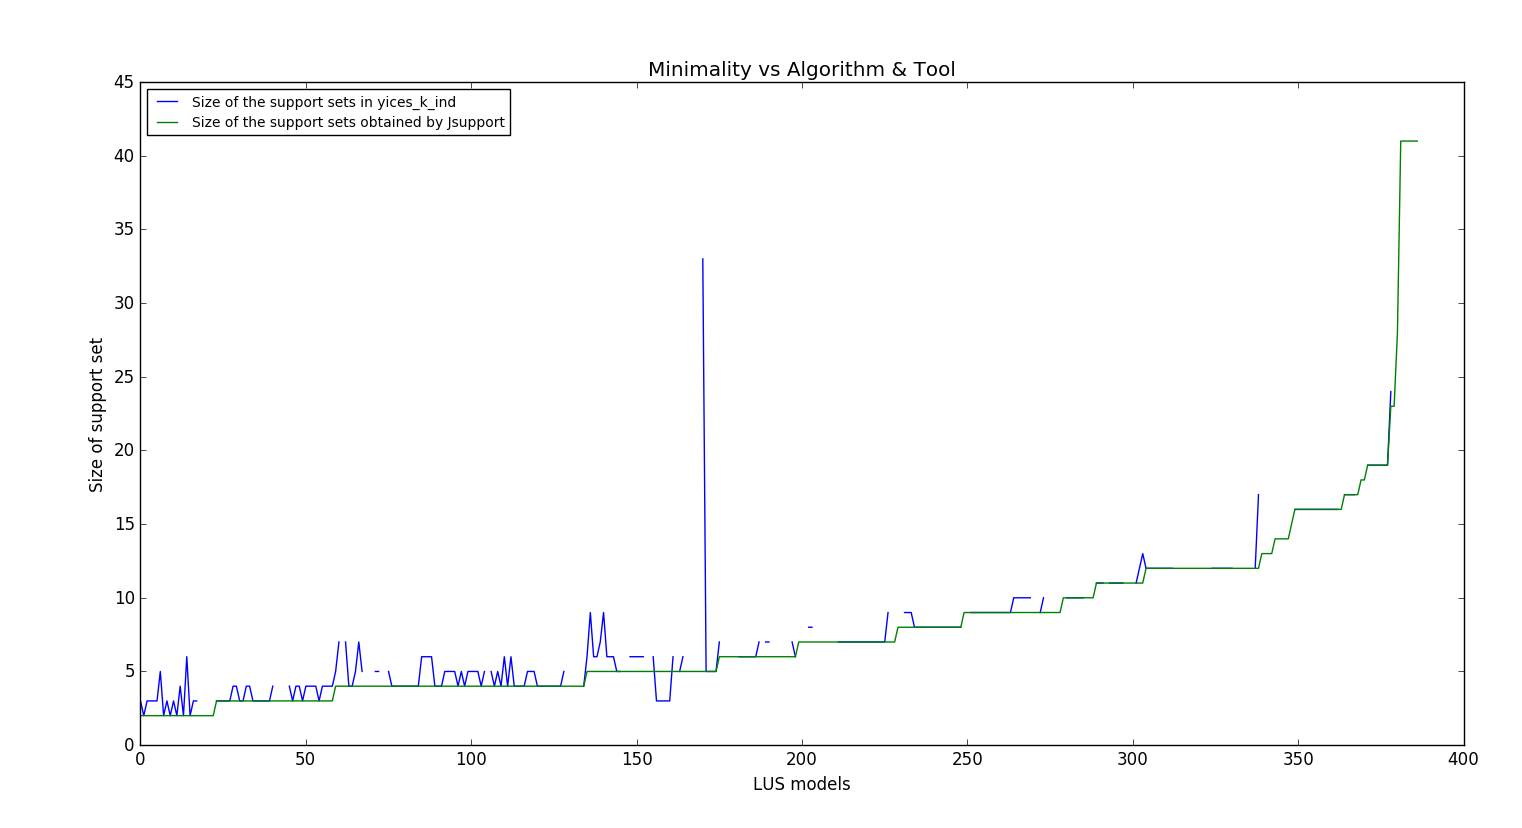 Minimality vs Algorithm & Tool
45
40
35
30
25
20
15
10
5
0
Size of support set
Size of the support sets in yices_k_ind
Size of the support sets obtained by Jsupport
0 50 100 150 200 250 300 350 400
LUS models